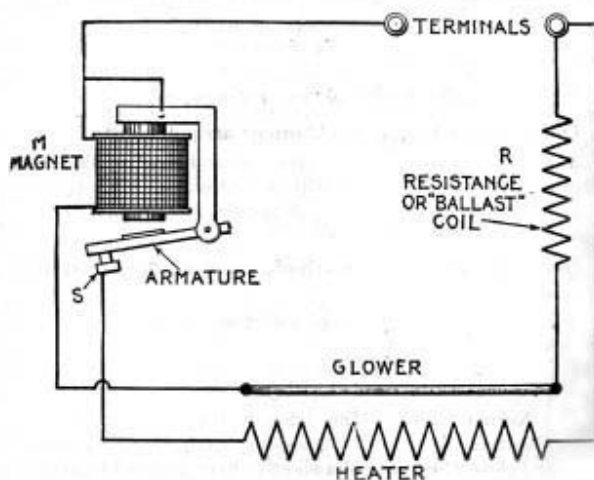 TERMINALS
M
MAGNET
R
RESISTANCE
OR "BALLAST"
COIL
ARMATURE
S
GLOWER
HEATER